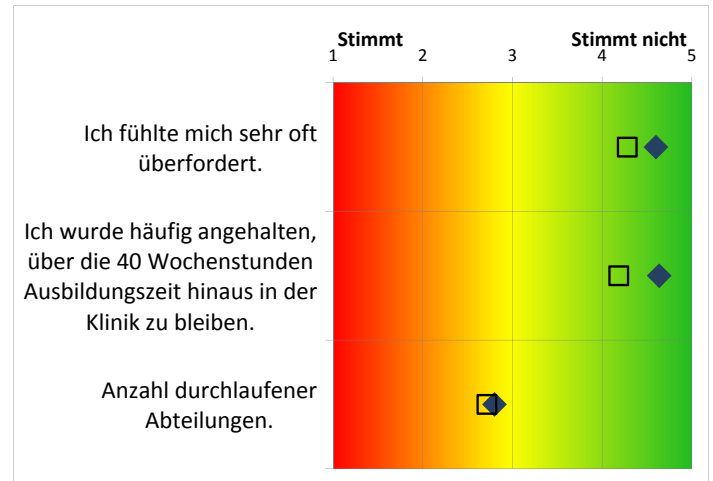 Stimmt Stimmt nicht
1 2 3 4 5
Ich fühlte mich sehr oft
überfordert.
Ich wurde häufig angehalten,
über die 40 Wochenstunden
Ausbildungszeit hinaus in der
Klinik zu bleiben.
Anzahl durchlaufener
Abteilungen.